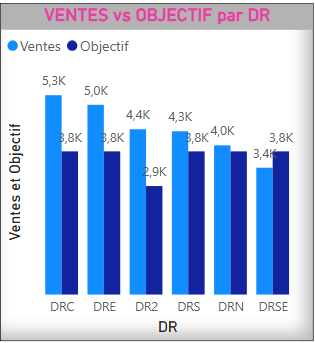 VENTES vs OBJECTIF par DR
Ventes Objectif
Ventes et Objectif
5,3K
3,8K
5,0K
3,8K
4,4K
2,9K
4,3K
3,8K
4,0K
3,4K
3,8K
DRC DRE DR2 DRS DRN DRSE
DR